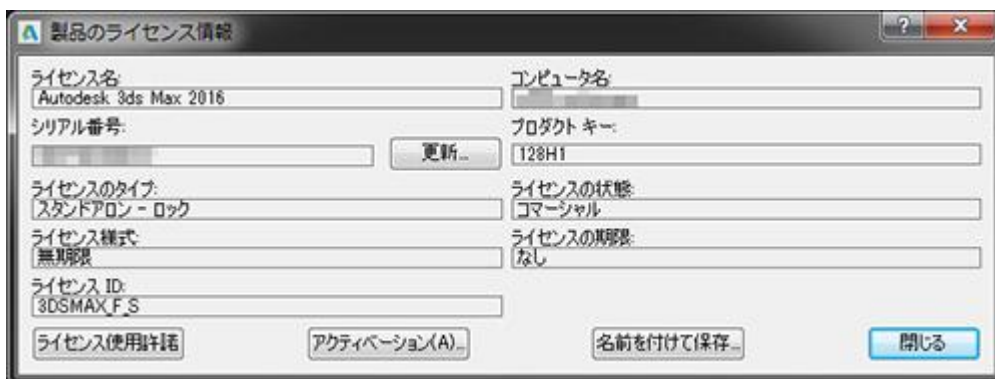 製品のライセンス情報
ライセンス名:
Autodesk 3ds Max 2016
コンピュータ名:
シリアル番号:
更新...
プロダクト キー:
128H1
ライセンスのタイプ:
スタンドアロン - ロック
ライセンスの状態:
コマーシャル
ライセンス様式:
無期限
ライセンスの期限:
なし
ライセンス ID:
3DSMAX_F_S
ライセンス使用許諾
アクティベーション(A)...
名前を付けて保存...
閉じる